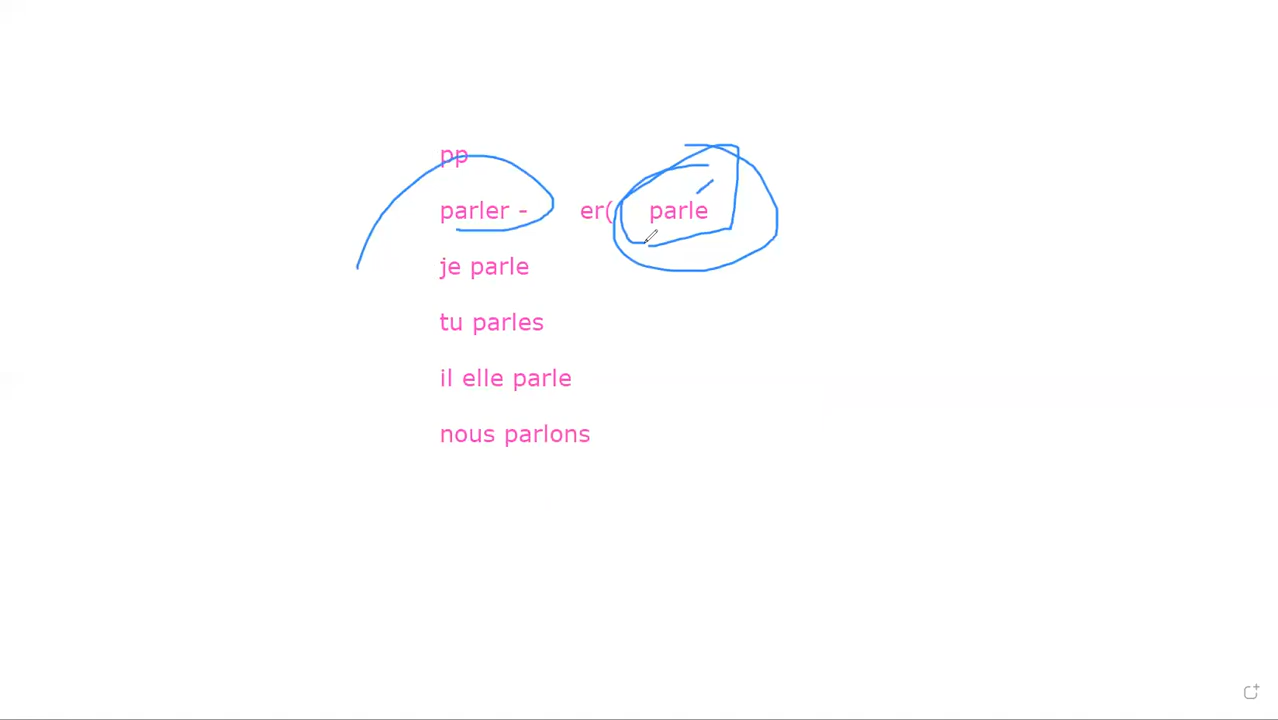 pp
parler - er( parle
je parle
tu parles
il elle parle
nous parlons